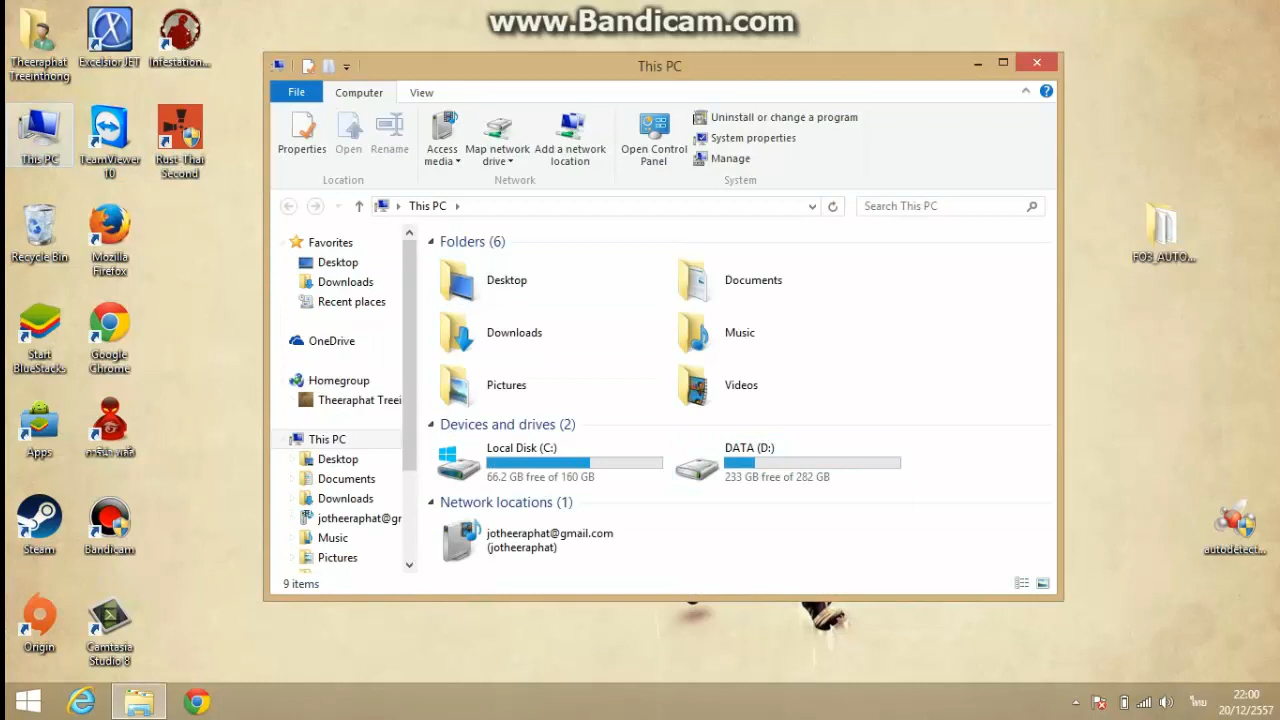 www.Bandicam.com
Theeraphat
Treeinthong
Excelsior JET
Infestation...
This PC
TeamViewer
10
Rust-Thai
Second
Recycle Bin
Mozilla
Firefox
Start
BlueStacks
Google
Chrome
Apps
Steam
Bandicam
Origin
Camtasia
Studio 8
This PC
File
Computer
View
Properties
Open
Rename
Access
media
Map network
drive
Add a network
location
Open Control
Panel
Uninstall or change a program
System properties
Manage
Location
Network
System
This PC
Search This PC
Favorites
Desktop
Downloads
Recent places
OneDrive
Homegroup
Theeraphat Treei
This PC
Desktop
Documents
Downloads
jotheeraphat@gr
Music
Pictures
Folders (6)
Desktop
Documents
Downloads
Music
Pictures
Videos
Devices and drives (2)
Local Disk (C:)
66.2 GB free of 160 GB
DATA (D:)
233 GB free of 282 GB
Network locations (1)
jotheeraphat@gmail.com
(jotheeraphat)
9 items
FO3_AUTO...
autodetect...
ไทย
22:00
20/12/2557